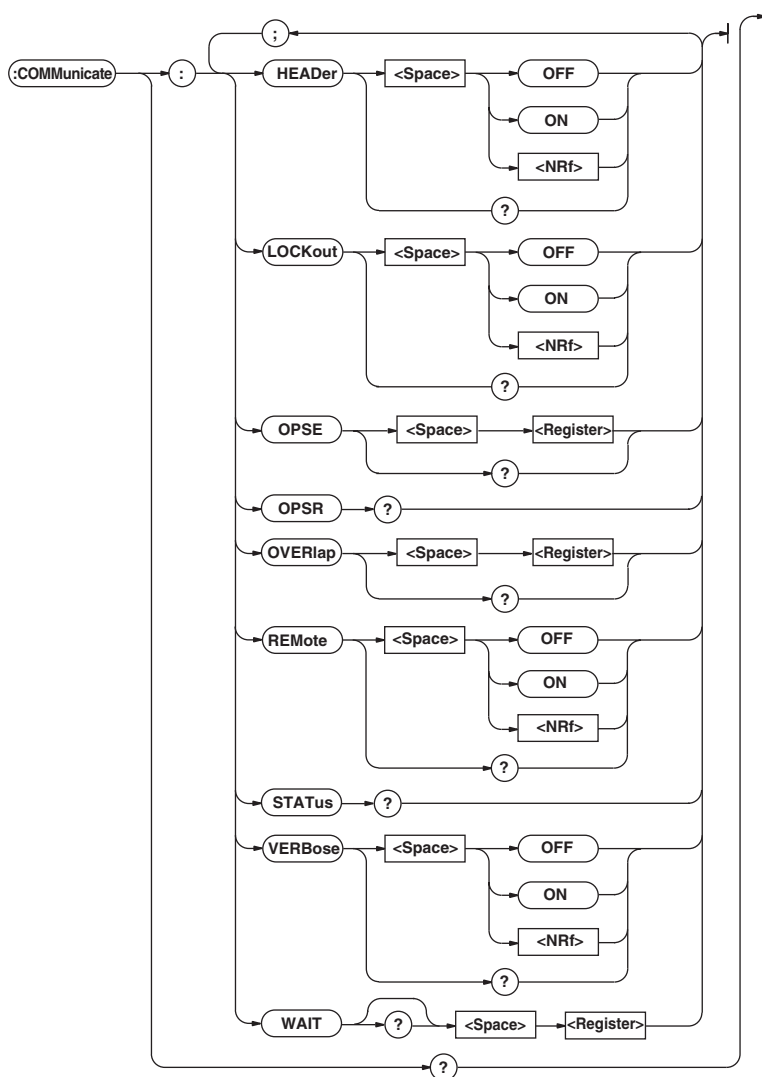 ;
:COMMunicate : HEADer <Space> OFF
ON
<NRf>
?
LOCKout <Space> OFF
ON
<NRf>
?
OPSE <Space> <Register>
?
OPSR ?
OVERlap <Space> <Register>
?
REMote <Space> OFF
ON
<NRf>
?
STATus ?
VERBose <Space> OFF
ON
<NRf>
?
WAIT ? <Space> <Register>
?